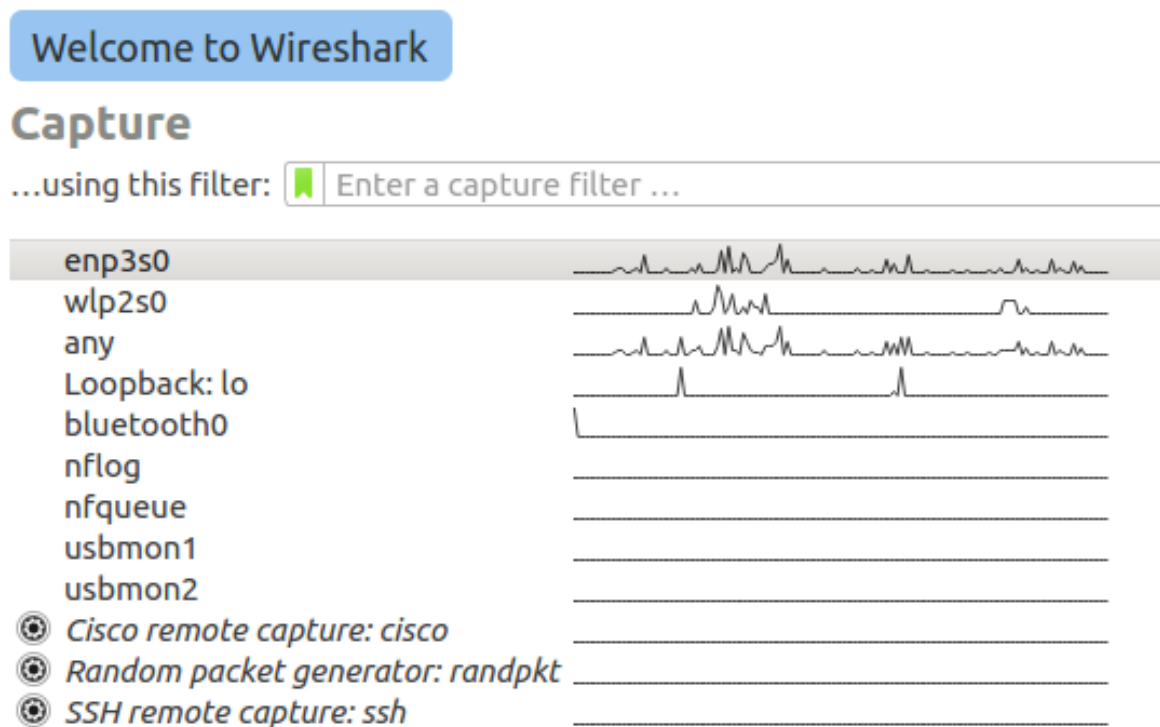 Welcome to Wireshark
Capture
...using this filter: Enter a capture filter ...
enp3s0
wlp2s0
any
Loopback: lo
bluetooth0
nflog
nfqueue
usbmon1
usbmon2
Cisco remote capture: cisco
Random packet generator: randpkt
SSH remote capture: ssh